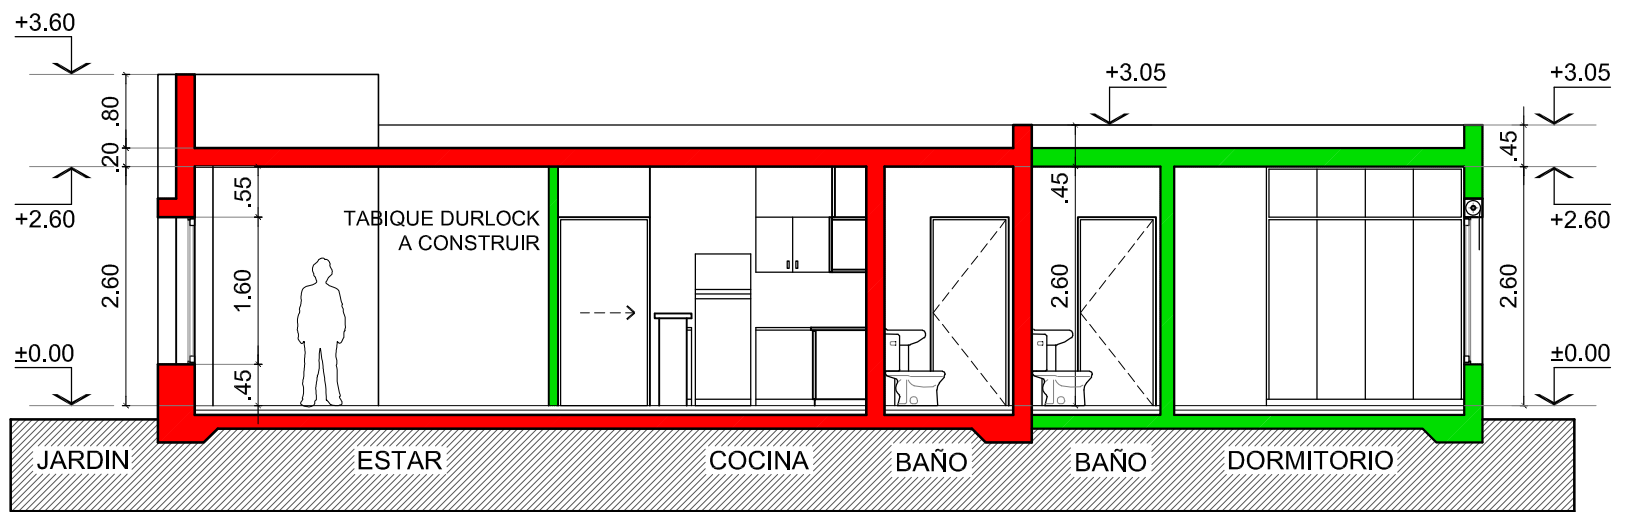 +3.60
+3.05
+3.05
.80
.20
.45
.55
.45
+2.60
+2.60
TABIQUE DURLOCK
A CONSTRUIR
2.60
1.60
2.60
2.60
±0.00
±0.00
.45
JARDIN
ESTAR
COCINA
BAÑO
BAÑO
DORMITORIO